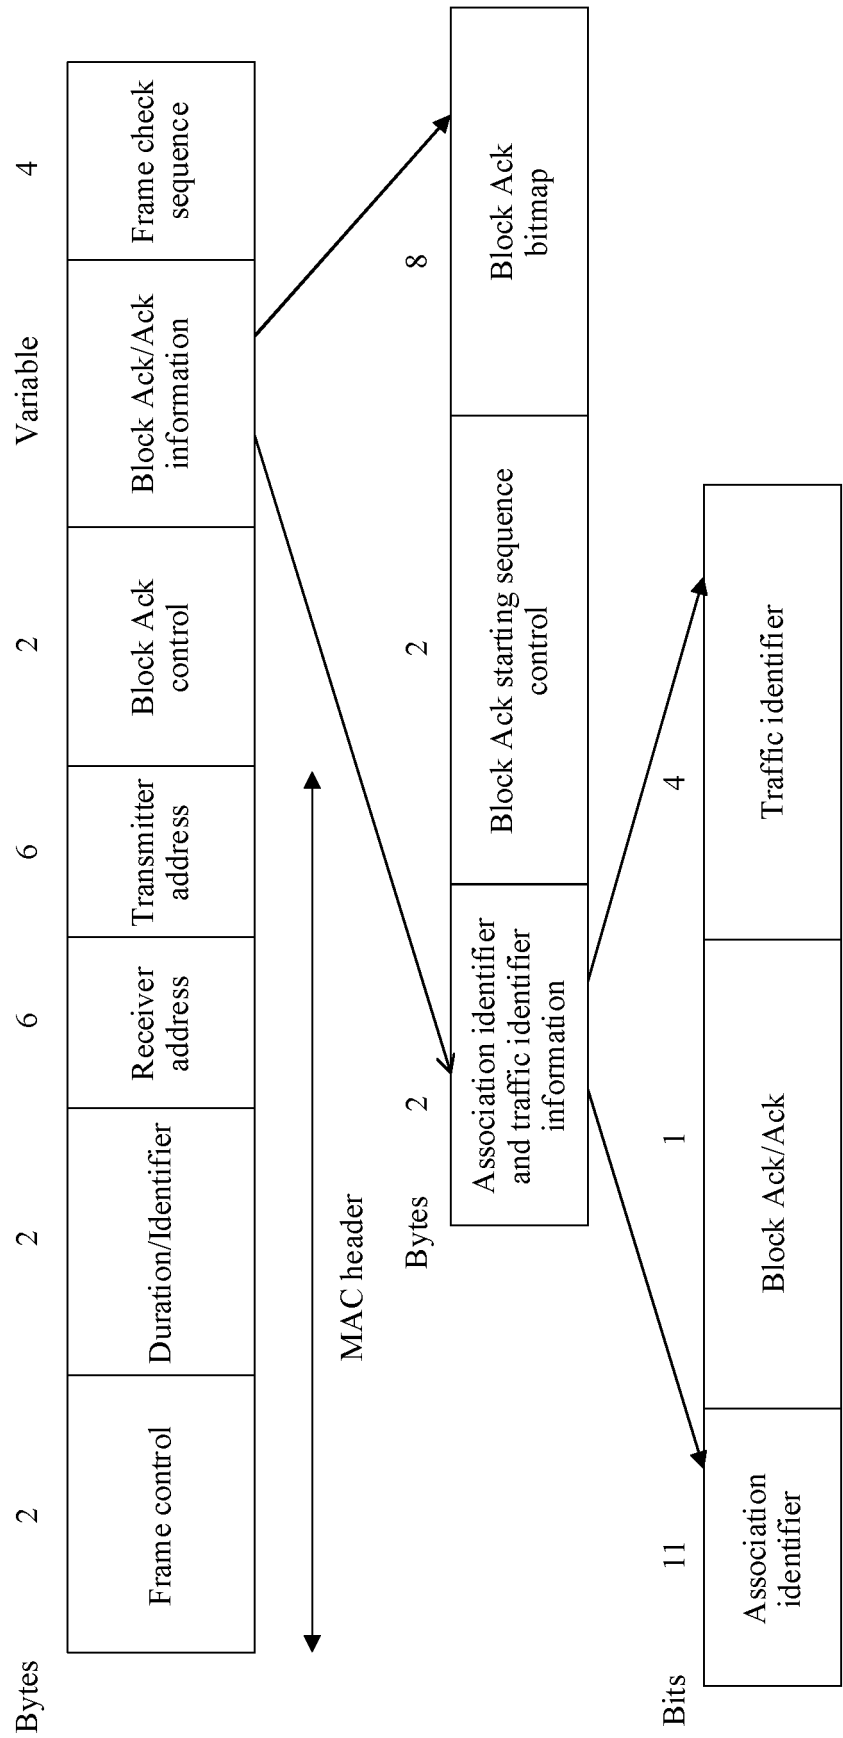 Bytes
2
2
6
6
2
Variable
4
Frame control
Duration/Identifier
Receiver
address
Transmitter
address
Block Ack
control
Block Ack/Ack
information
Frame check
sequence
MAC header
Bytes
2
2
8
Association identifier
and traffic identifier
information
Block Ack starting sequence
control
Block Ack
bitmap
Bits
11
1
4
Association
identifier
Block Ack/Ack
Traffic identifier